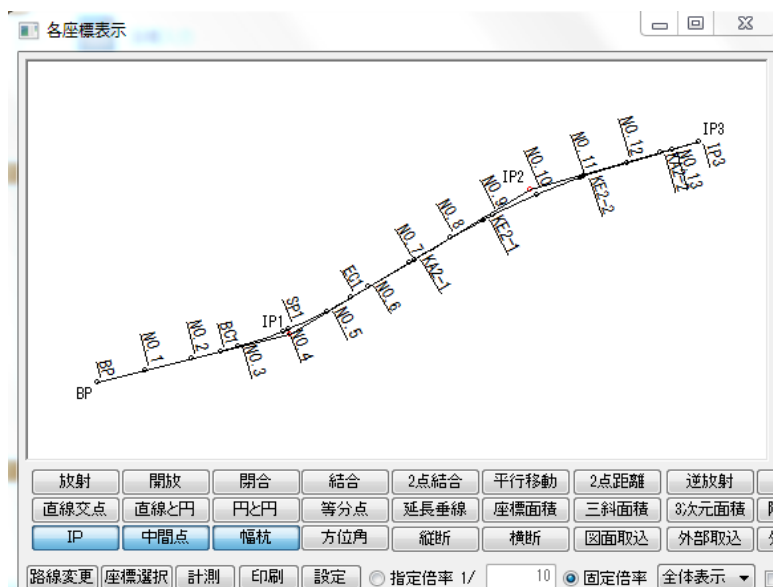 各座標表示
IP3
IP3
NO.12
NO.13
KA2-2
NO.11
NO.10
IP2
KE2-2
NO.9
KE2-1
NO.8
NO.7
KA2-1
EC1
NO.6
SP1
IP1
NO.5
NO.4
BC1
NO.3
NO.2
NO.1
BP
BP
放射 開放 閉合 結合 2点結合 平行移動 2点距離 逆放射
直線交点 直線と円 円と円 等分点 延長垂線 座標面積 三斜面積 3次元面積
IP 中間点 幅杭 方位角 縦断 横断 図面取込 外部取込
路線変更 座標選択 計測 印刷 設定 指定倍率 1/ 10 固定倍率 全体表示